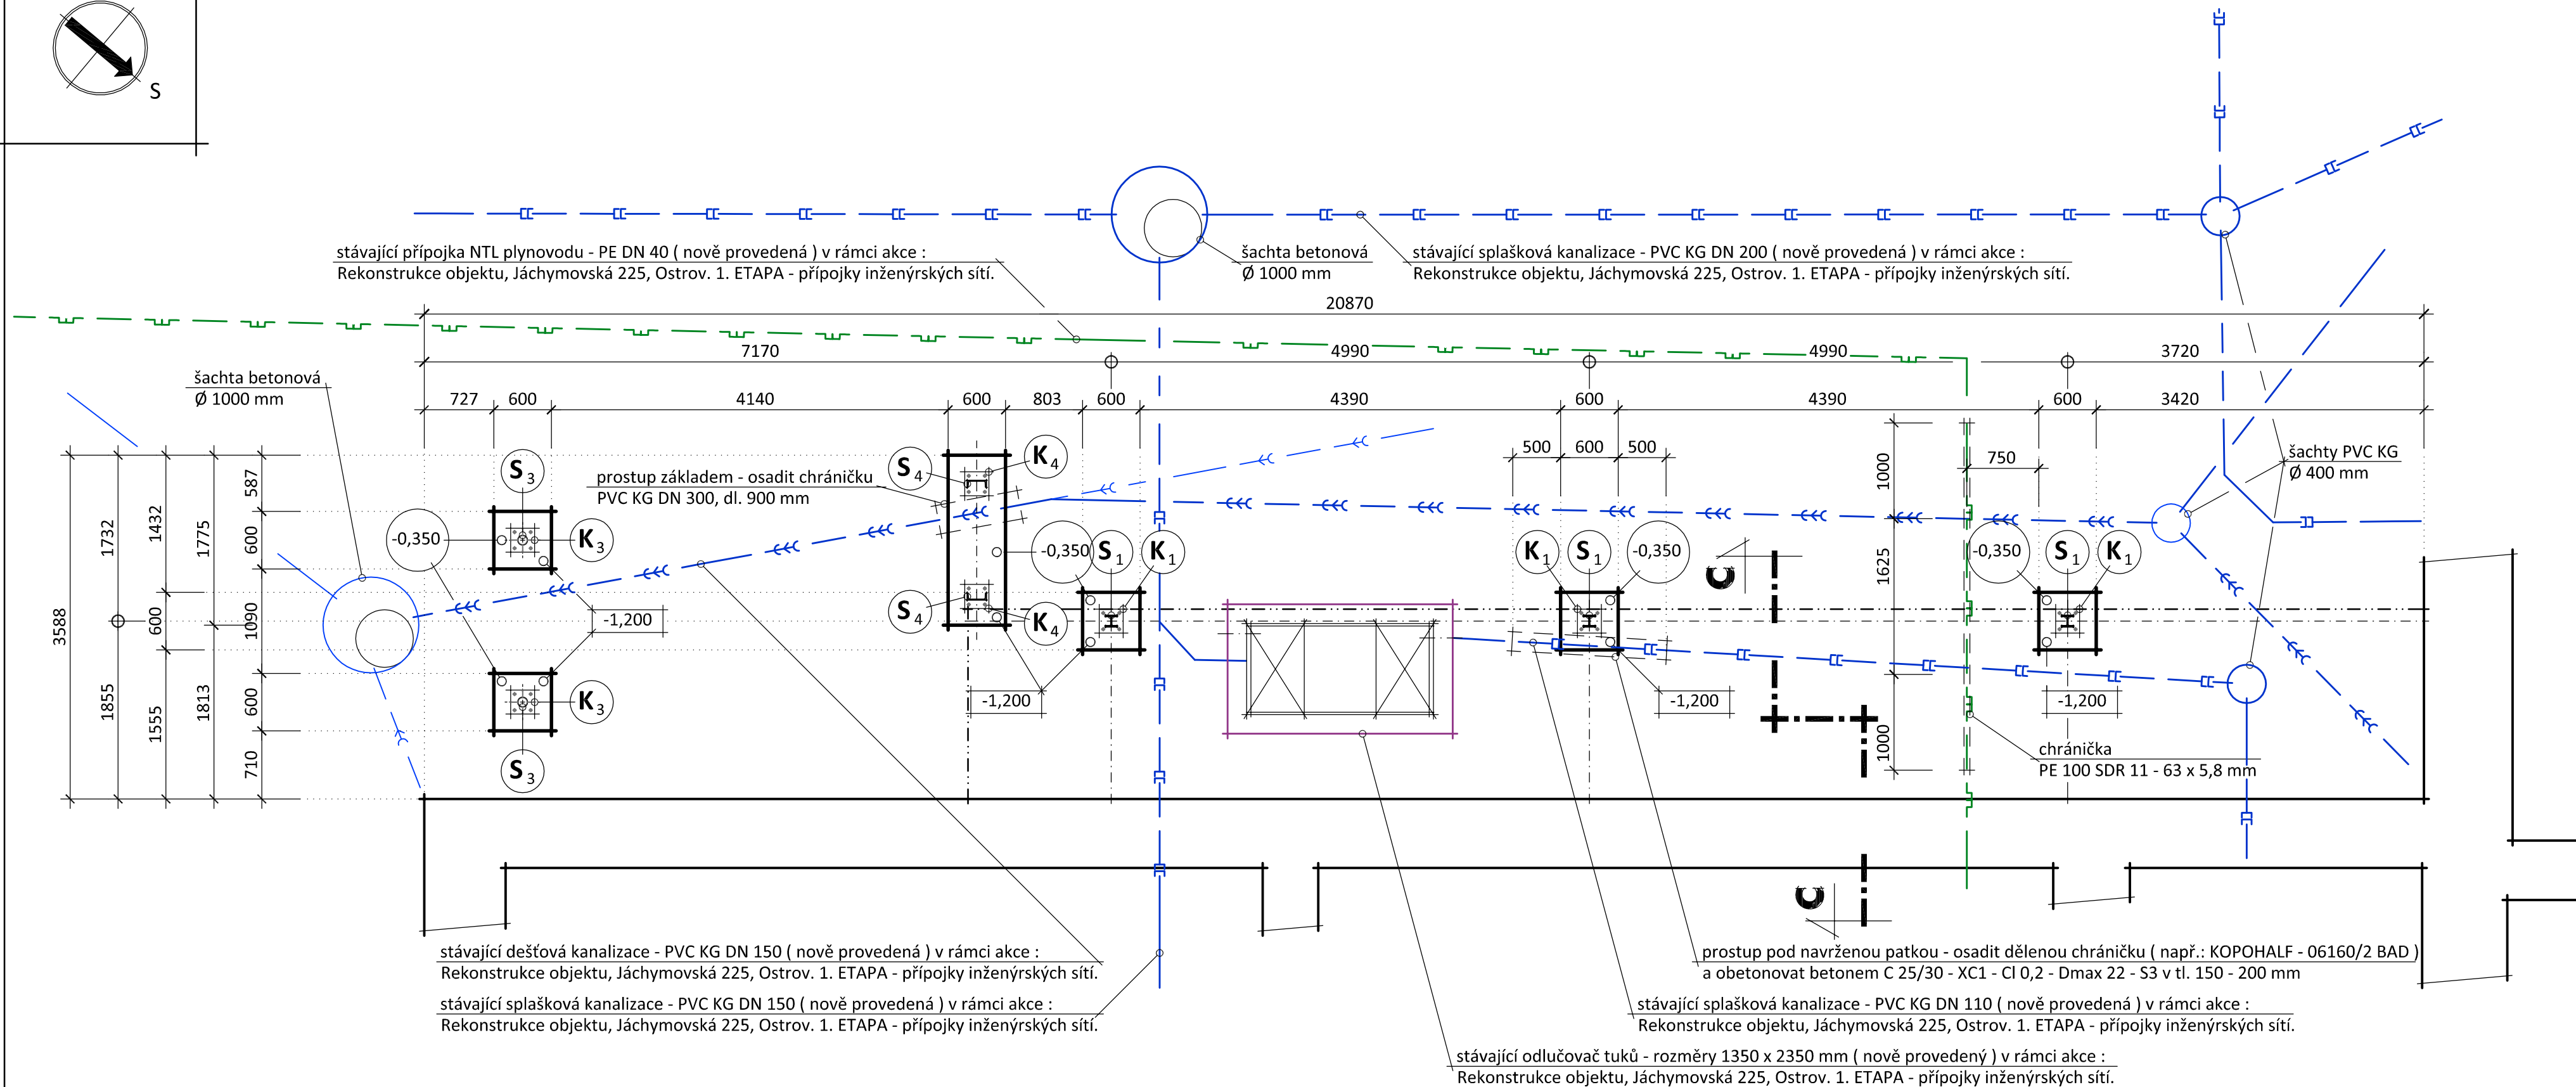 S
stávající přípojka NTL plynovodu - PE DN 40 ( nově provedená ) v rámci akce :
Rekonstrukce objektu, Jáchymovská 225, Ostrov. 1. ETAPA - přípojky inženýrských sítí.
šachta betonová
Ø 1000 mm
stávající splašková kanalizace - PVC KG DN 200 ( nově provedená ) v rámci akce :
Rekonstrukce objektu, Jáchymovská 225, Ostrov. 1. ETAPA - přípojky inženýrských sítí.
20870
7170
4990
4990
3720
šachta betonová
Ø 1000 mm
727
600
4140
600
803
600
4390
600
4390
600
3420
500
600
500
750
1000
1625
1000
šachty PVC KG
Ø 400 mm
prostup základem - osadit chráničku
PVC KG DN 300, dl. 900 mm
3588
1732
1855
1432
600
1555
1775
1813
587
600
1090
600
710
S3
K3
-0,350
-1,200
K3
S3
S4
K4
S4
K4
-0,350
S1
K1
-1,200
K1
S1
-0,350
-1,200
C
C
-0,350
S1
K1
-1,200
chránička
PE 100 SDR 11 - 63 x 5,8 mm
stávající dešťová kanalizace - PVC KG DN 150 ( nově provedená ) v rámci akce :
Rekonstrukce objektu, Jáchymovská 225, Ostrov. 1. ETAPA - přípojky inženýrských sítí.
stávající splašková kanalizace - PVC KG DN 150 ( nově provedená ) v rámci akce :
Rekonstrukce objektu, Jáchymovská 225, Ostrov. 1. ETAPA - přípojky inženýrských sítí.
prostup pod navrženou patkou - osadit dělenou chráničku ( např.: KOPOHALF - 06160/2 BAD )
a obetonovat betonem C 25/30 - XC1 - Cl 0,2 - Dmax 22 - S3 v tl. 150 - 200 mm
stávající splašková kanalizace - PVC KG DN 110 ( nově provedená ) v rámci akce :
Rekonstrukce objektu, Jáchymovská 225, Ostrov. 1. ETAPA - přípojky inženýrských sítí.
stávající odlučovač tuků - rozměry 1350 x 2350 mm ( nově provedený ) v rámci akce :
Rekonstrukce objektu, Jáchymovská 225, Ostrov. 1. ETAPA - přípojky inženýrských sítí.